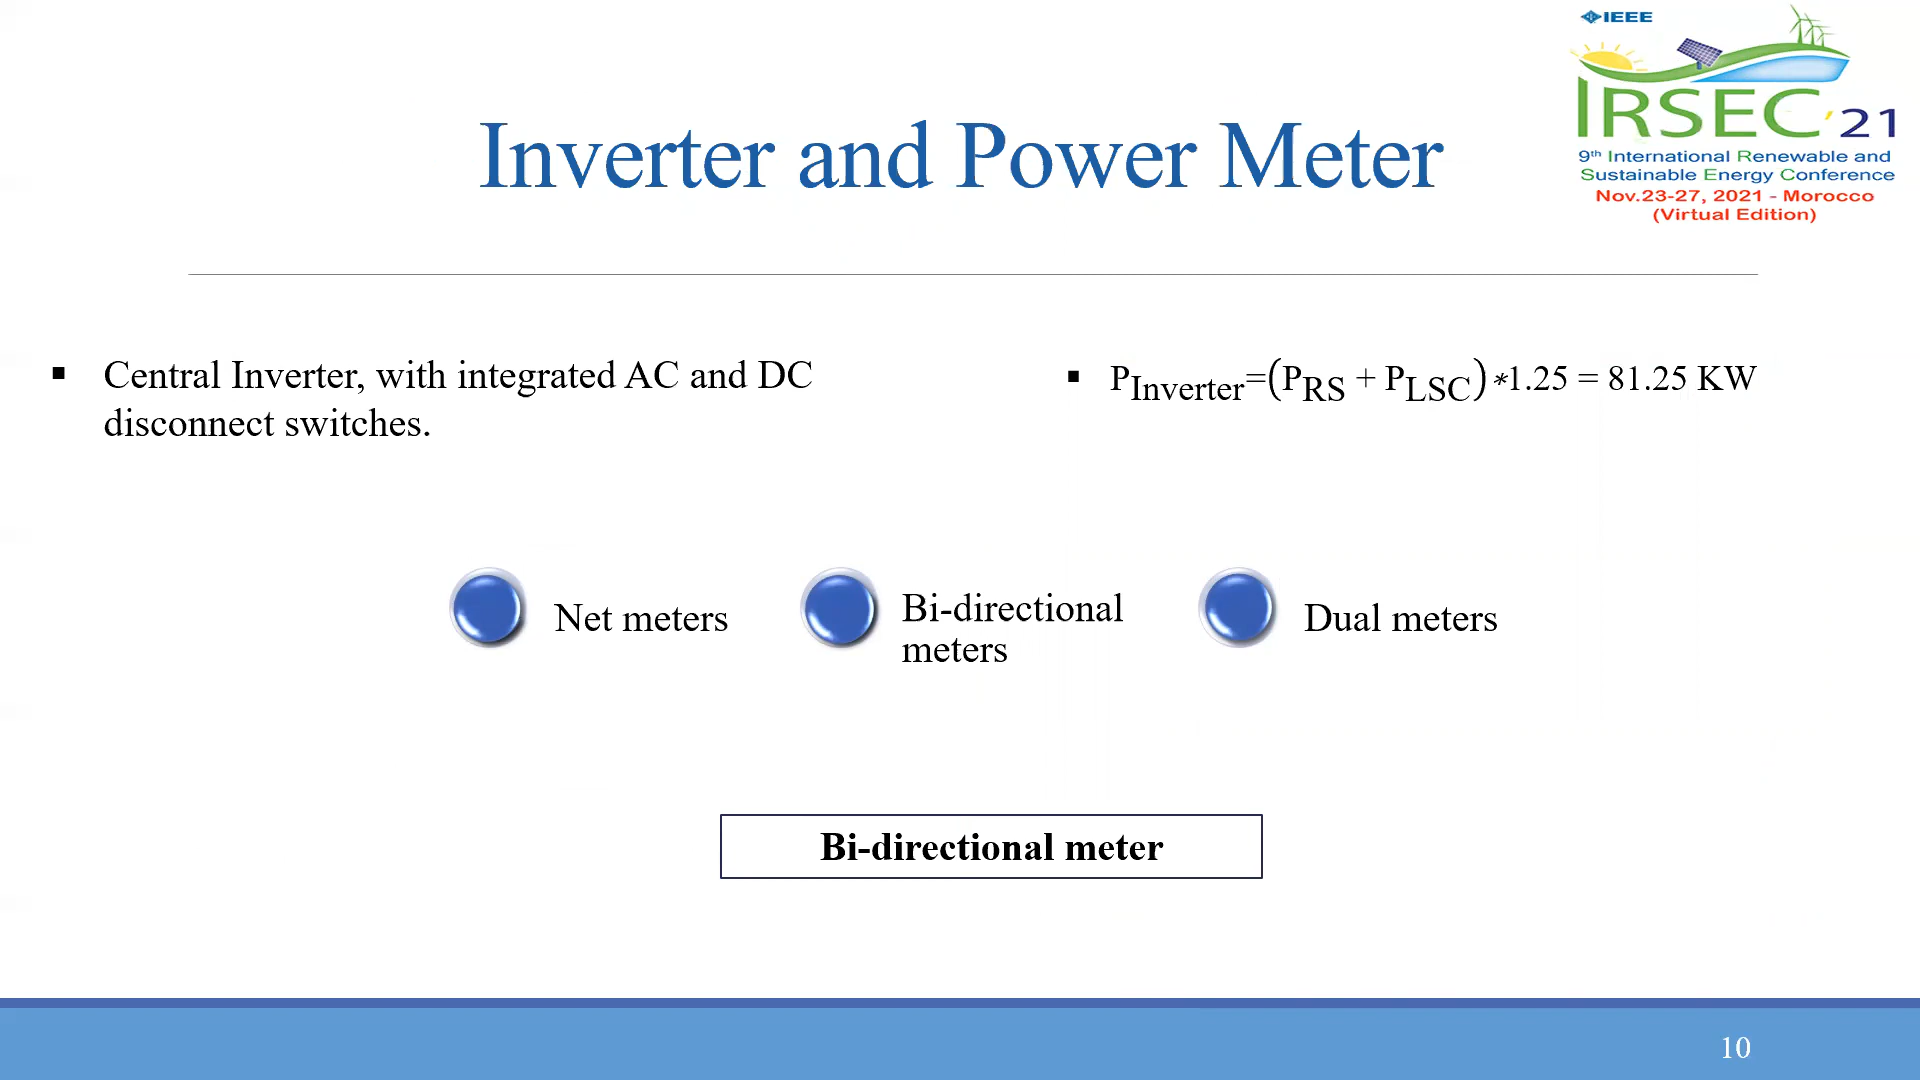 IEEE
IRSEC'21
9th International Renewable and
Sustainable Energy Conference
Nov.23-27, 2021 - Morocco
(Virtual Edition)
Inverter and Power Meter
▪ Central Inverter, with integrated AC and DC
disconnect switches.
▪ PInverter=(PRS + PLSC)*1.25 = 81.25 KW
Net meters
Bi-directional
meters
Dual meters
Bi-directional meter
10